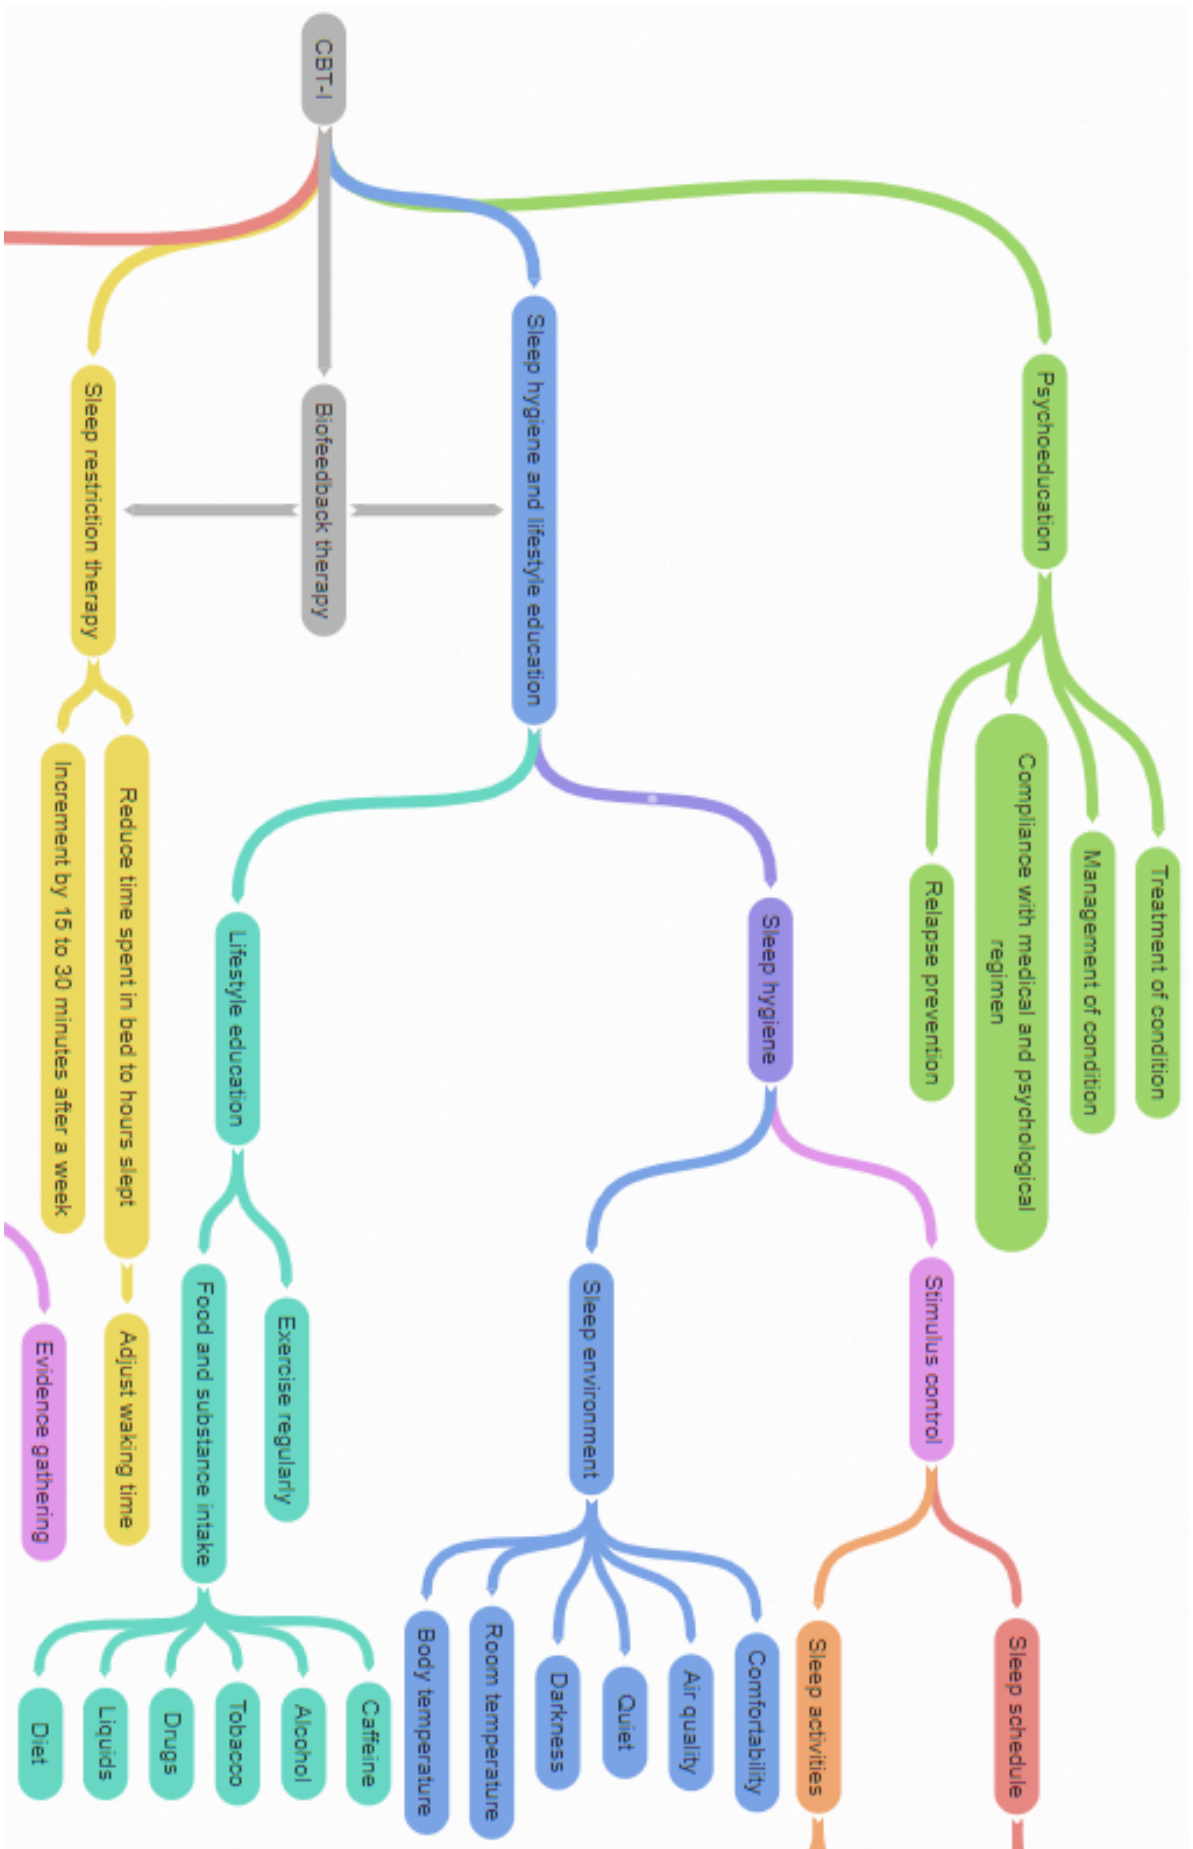 CBT-I
Psychoeducation
Treatment of condition
Management of condition
Compliance with medical and psychological
regimen
Relapse prevention
Sleep hygiene and lifestyle education
Sleep hygiene
Stimulus control
Sleep schedule
Sleep activities
Sleep environment
Comfortability
Air quality
Quiet
Darkness
Room temperature
Body temperature
Lifestyle education
Exercise regularly
Food and substance intake
Caffeine
Alcohol
Tobacco
Drugs
Liquids
Diet
Biofeedback therapy
Sleep restriction therapy
Reduce time spent in bed to hours slept
Adjust waking time
Increment by 15 to 30 minutes after a week
Evidence gathering